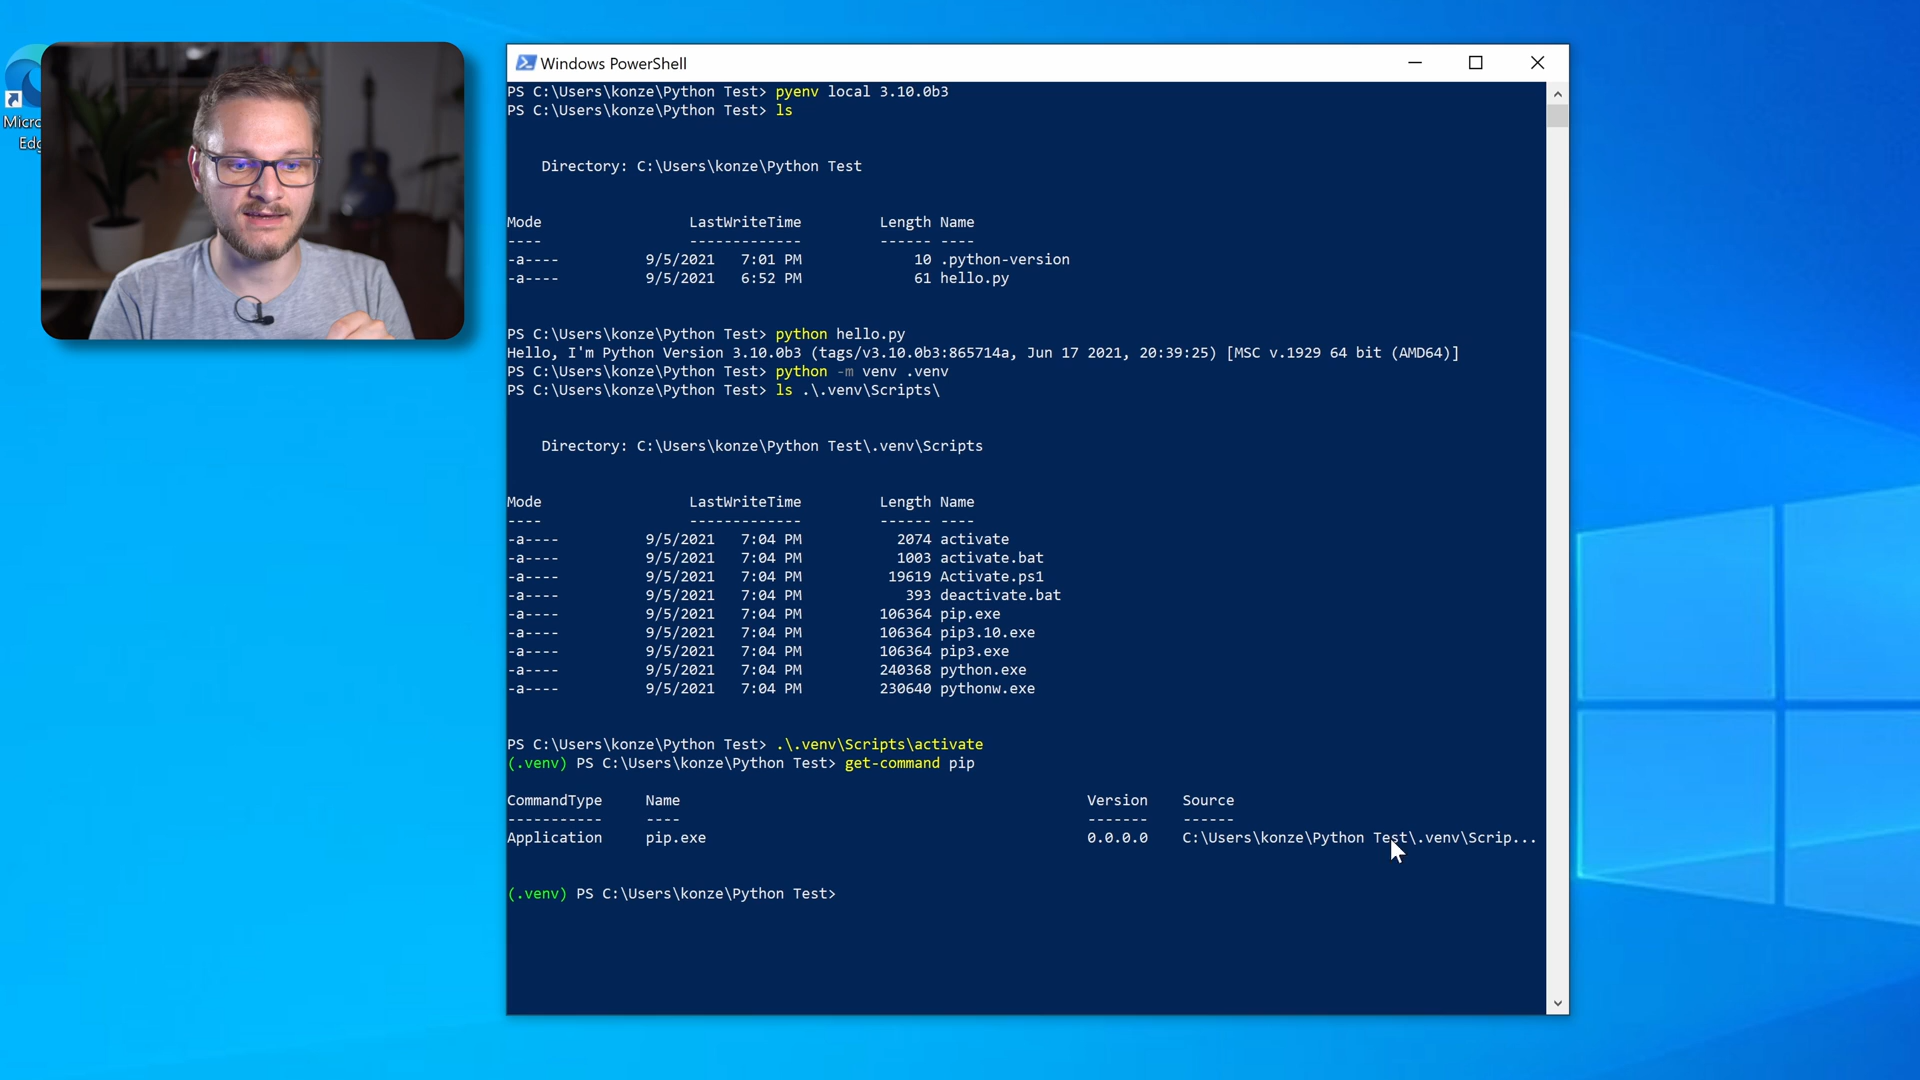 Micro
Edg
Windows PowerShell
PS C:\Users\konze\Python Test> pyenv local 3.10.0b3
PS C:\Users\konze\Python Test> ls
Directory: C:\Users\konze\Python Test
Mode LastWriteTime Length Name
---- ------------- ------ ----
-a---- 9/5/2021 7:01 PM 10 .python-version
-a---- 9/5/2021 6:52 PM 61 hello.py
PS C:\Users\konze\Python Test> python hello.py
Hello, I'm Python Version 3.10.0b3 (tags/v3.10.0b3:865714a, Jun 17 2021, 20:39:25) [MSC v.1929 64 bit (AMD64)]
PS C:\Users\konze\Python Test> python -m venv .venv
PS C:\Users\konze\Python Test> ls .\.venv\Scripts\
Directory: C:\Users\konze\Python Test\.venv\Scripts
Mode LastWriteTime Length Name
---- ------------- ------ ----
-a---- 9/5/2021 7:04 PM 2074 activate
-a---- 9/5/2021 7:04 PM 1003 activate.bat
-a---- 9/5/2021 7:04 PM 19619 Activate.ps1
-a---- 9/5/2021 7:04 PM 393 deactivate.bat
-a---- 9/5/2021 7:04 PM 106364 pip.exe
-a---- 9/5/2021 7:04 PM 106364 pip3.10.exe
-a---- 9/5/2021 7:04 PM 106364 pip3.exe
-a---- 9/5/2021 7:04 PM 240368 python.exe
-a---- 9/5/2021 7:04 PM 230640 pythonw.exe
PS C:\Users\konze\Python Test> .\.venv\Scripts\activate
(.venv) PS C:\Users\konze\Python Test> get-command pip
CommandType Name Version Source
----------- ---- ------- ------
Application pip.exe 0.0.0.0 C:\Users\konze\Python Test\.venv\Scrip...
(.venv) PS C:\Users\konze\Python Test>